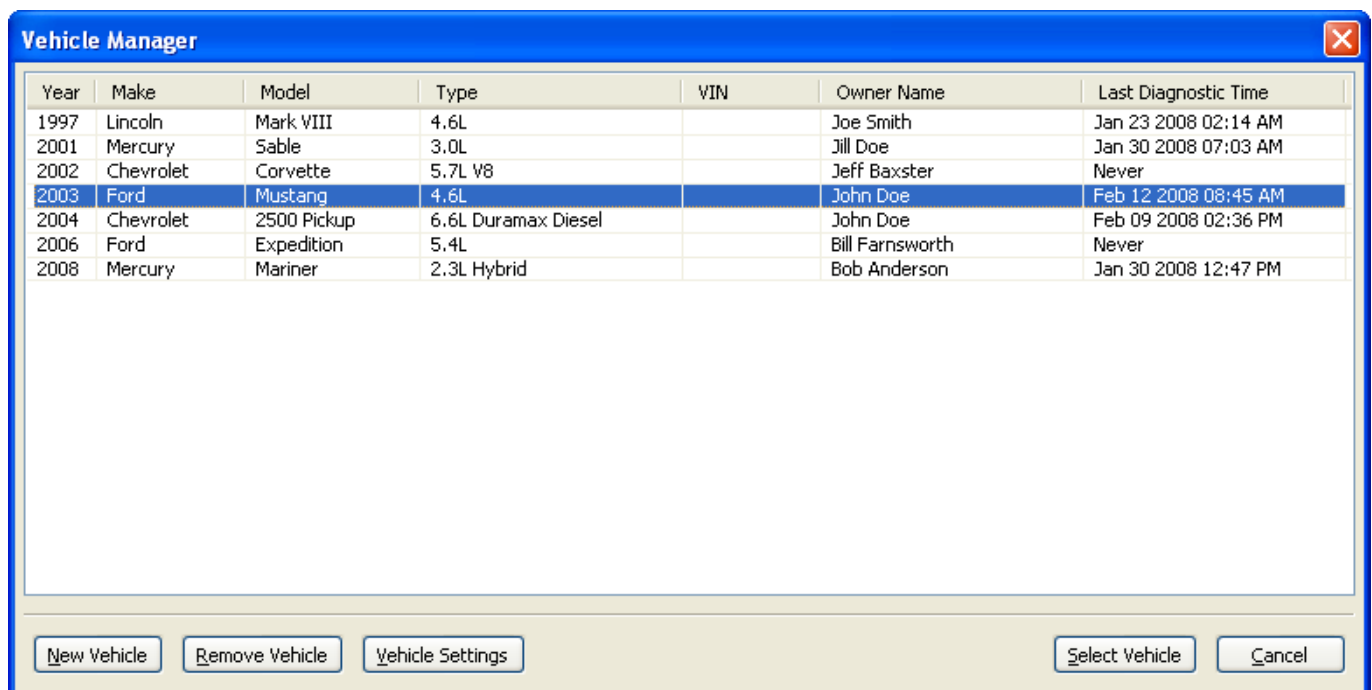 Vehicle Manager
Year Make Model Type VIN Owner Name Last Diagnostic Time
1997 Lincoln Mark VIII 4.6L Joe Smith Jan 23 2008 02:14 AM
2001 Mercury Sable 3.0L Jill Doe Jan 30 2008 07:03 AM
2002 Chevrolet Corvette 5.7L V8 Jeff Baxster Never
2003 Ford Mustang 4.6L John Doe Feb 12 2008 08:45 AM
2004 Chevrolet 2500 Pickup 6.6L Duramax Diesel John Doe Feb 09 2008 02:36 PM
2006 Ford Expedition 5.4L Bill Farnsworth Never
2008 Mercury Mariner 2.3L Hybrid Bob Anderson Jan 30 2008 12:47 PM
New Vehicle Remove Vehicle Vehicle Settings Select Vehicle Cancel